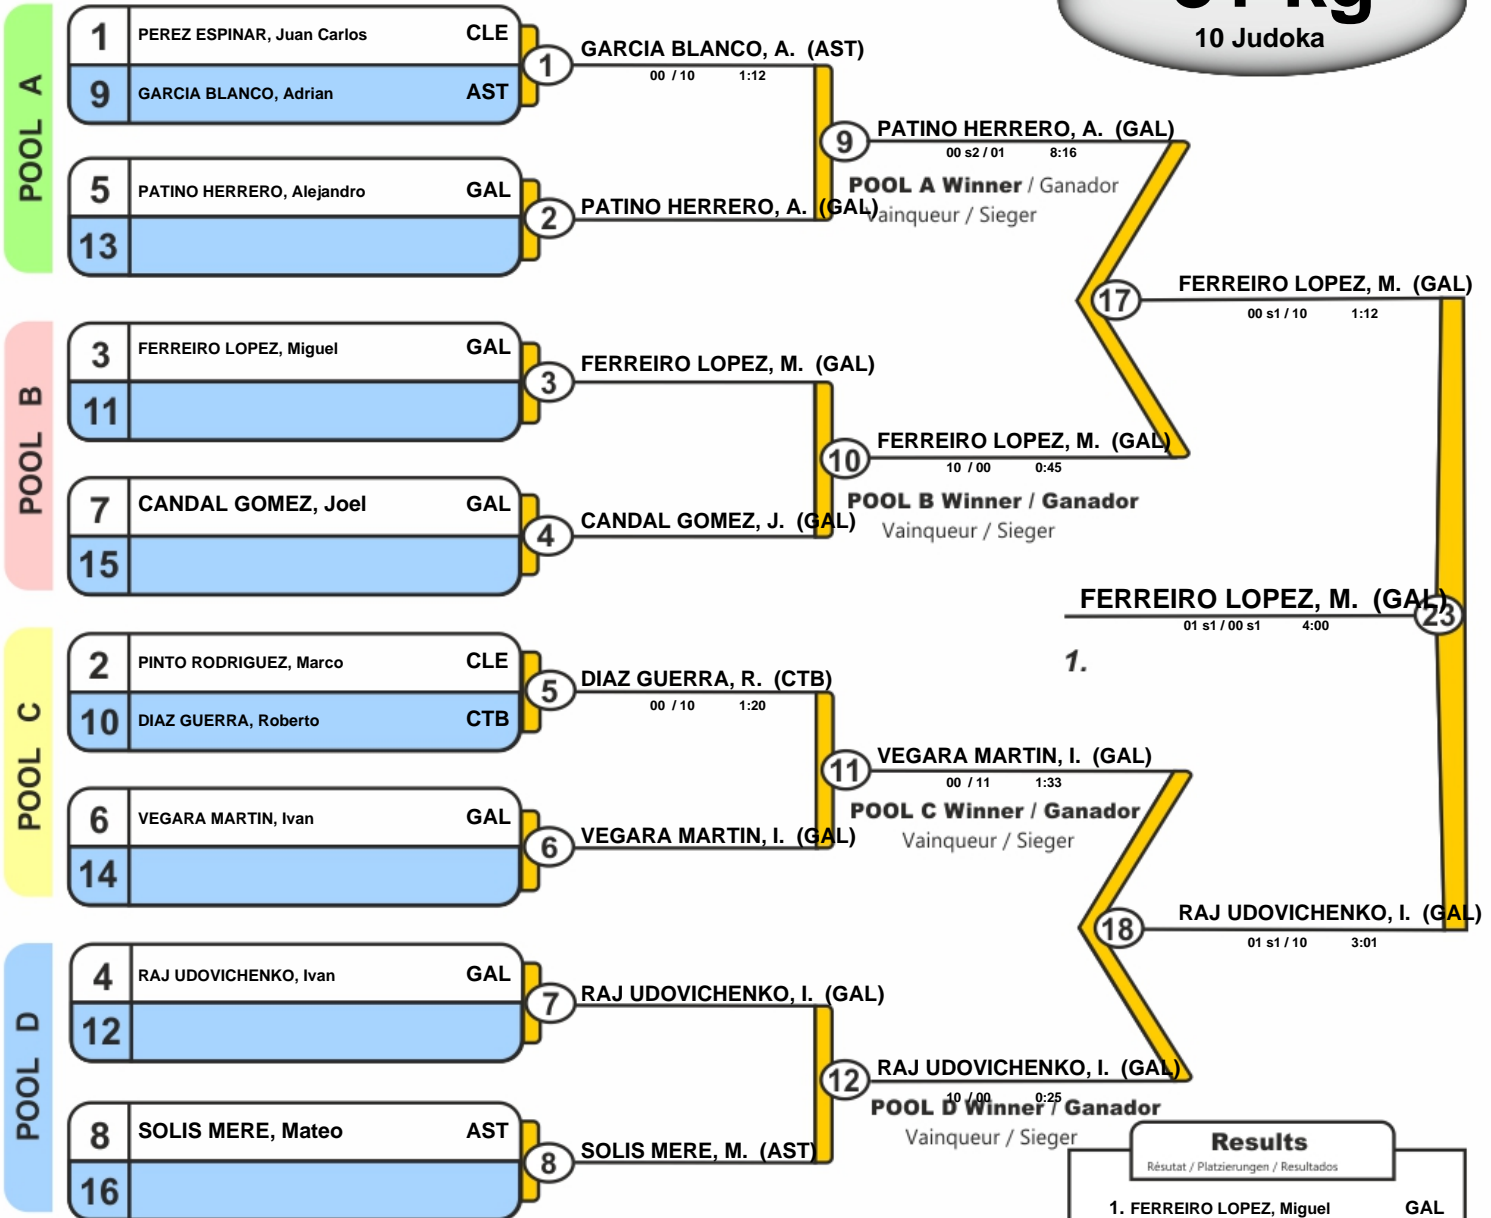 10 Judoka
POOL A
1 PEREZ ESPINAR, Juan Carlos CLE
9 GARCIA BLANCO, Adrian AST
1
GARCIA BLANCO, A. (AST)
00 / 10 1:12
5 PATINO HERRERO, Alejandro GAL
13
2
PATINO HERRERO, A. (GAL)
9
PATINO HERRERO, A. (GAL)
00 s2 / 01 8:16
POOL A Winner / Ganador
Vainqueur / Sieger
POOL B
3 FERREIRO LOPEZ, Miguel GAL
11
3
FERREIRO LOPEZ, M. (GAL)
7 CANDAL GOMEZ, Joel GAL
15
4
CANDAL GOMEZ, J. (GAL)
10
FERREIRO LOPEZ, M. (GAL)
10 / 00 0:45
POOL B Winner / Ganador
Vainqueur / Sieger
17
FERREIRO LOPEZ, M. (GAL)
00 s1 / 10 1:12
FERREIRO LOPEZ, M. (GAL)
23
01 s1 / 00 s1 4:00
1.
POOL C
2 PINTO RODRIGUEZ, Marco CLE
10 DIAZ GUERRA, Roberto CTB
5
DIAZ GUERRA, R. (CTB)
00 / 10 1:20
6 VEGARA MARTIN, Ivan GAL
14
6
VEGARA MARTIN, I. (GAL)
11
VEGARA MARTIN, I. (GAL)
00 / 11 1:33
POOL C Winner / Ganador
Vainqueur / Sieger
POOL D
4 RAJ UDOVICHENKO, Ivan GAL
12
7
RAJ UDOVICHENKO, I. (GAL)
8 SOLIS MERE, Mateo AST
16
8
SOLIS MERE, M. (AST)
12
RAJ UDOVICHENKO, I. (GAL)
10 / 00 0:25
POOL D Winner / Ganador
Vainqueur / Sieger
18
RAJ UDOVICHENKO, I. (GAL)
01 s1 / 10 3:01
Results
Résutat / Platzierungen / Resultados
1. FERREIRO LOPEZ, Miguel GAL